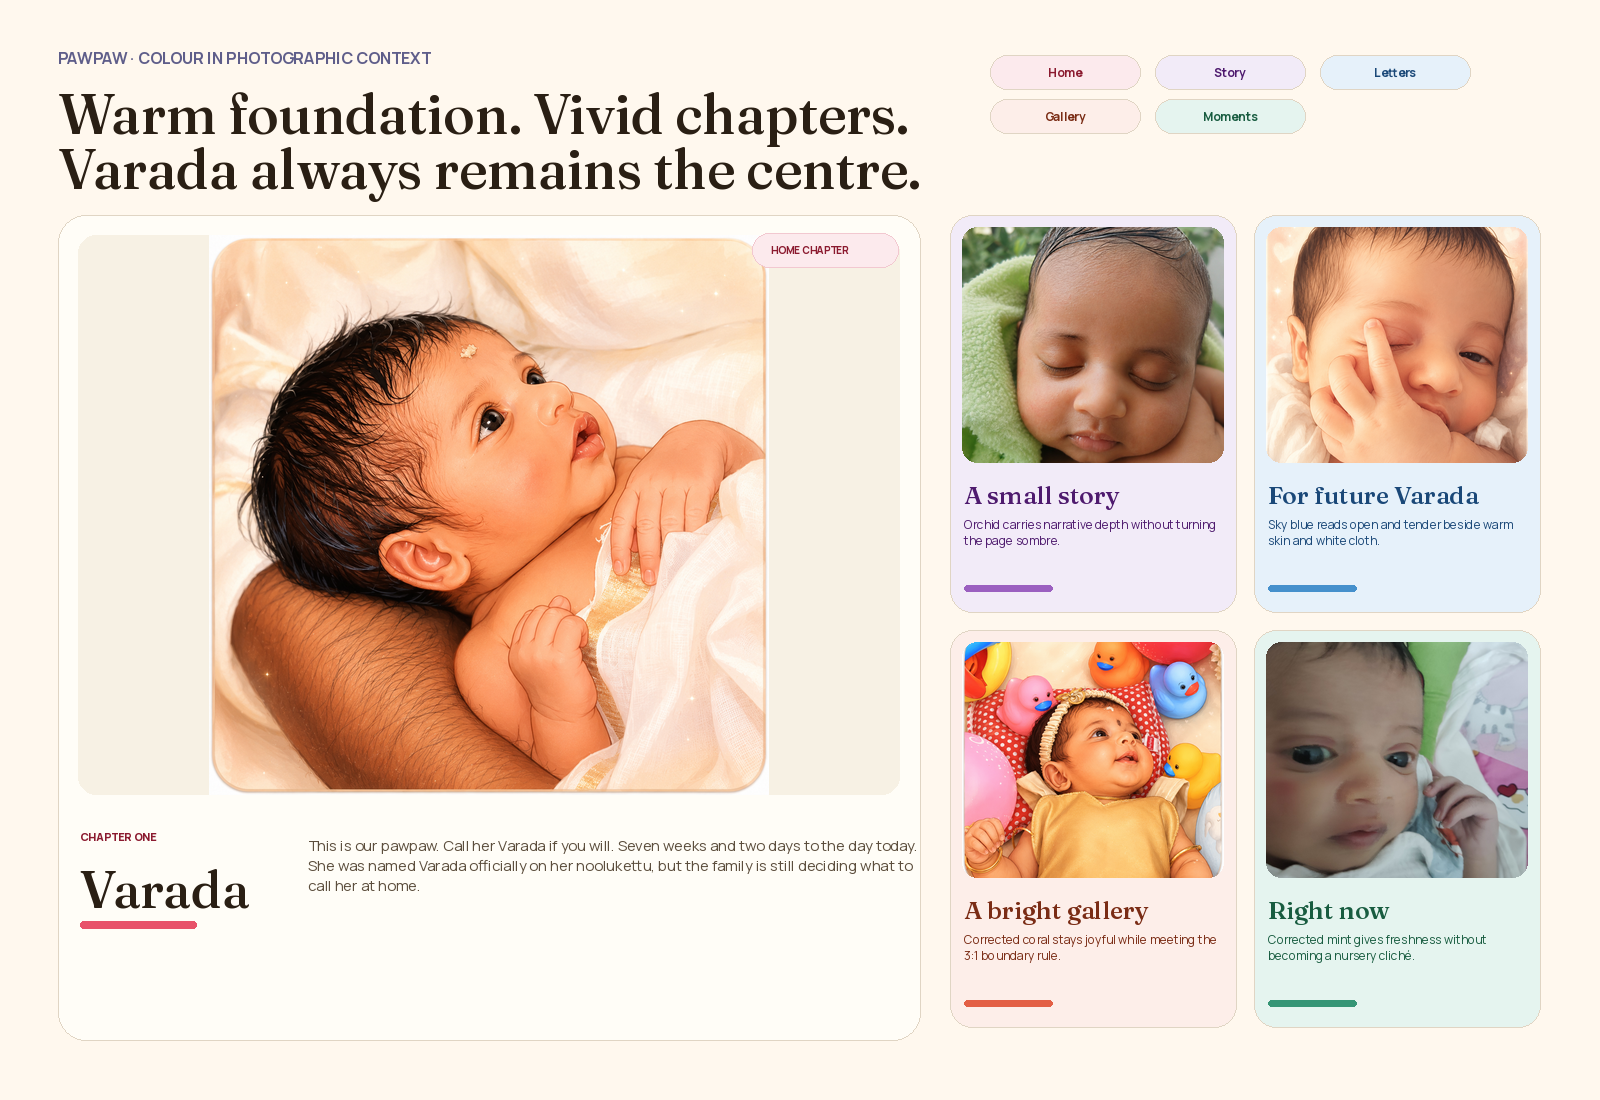 PAWPAW · COLOUR IN PHOTOGRAPHIC CONTEXT
Warm foundation. Vivid chapters.
Varada always remains the centre.
Home
Story
Letters
Gallery
Moments
HOME CHAPTER
CHAPTER ONE
Varada
This is our pawpaw. Call her Varada if you will. Seven weeks and two days to the day today.
She was named Varada officially on her noolukettu, but the family is still deciding what to
call her at home.
A small story
Orchid carries narrative depth without turning
the page sombre.
For future Varada
Sky blue reads open and tender beside warm
skin and white cloth.
A bright gallery
Corrected coral stays joyful while meeting the
3:1 boundary rule.
Right now
Corrected mint gives freshness without
becoming a nursery cliché.